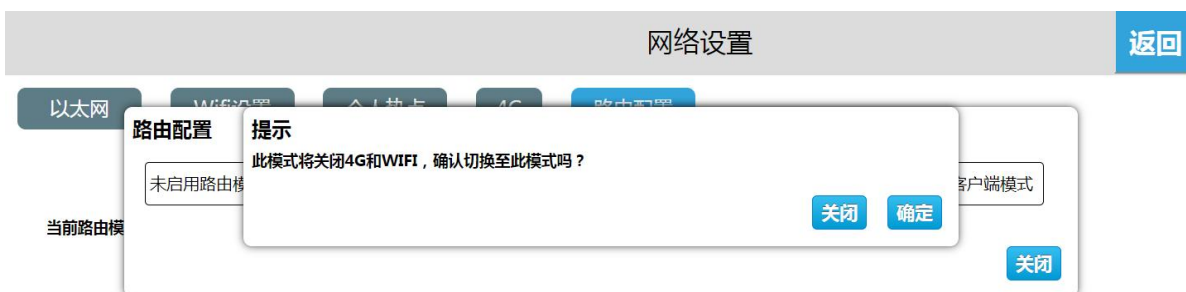 网络设置
返回
以太网
4G
路由配置
提示
此模式将关闭4G和WIFI，确认切换至此模式吗？
未启用路由模
客户端模式
当前路由模
关闭
确定
关闭